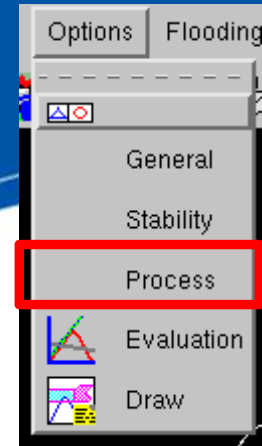 Options Flooding
General
Stability
Process
Evaluation
Draw